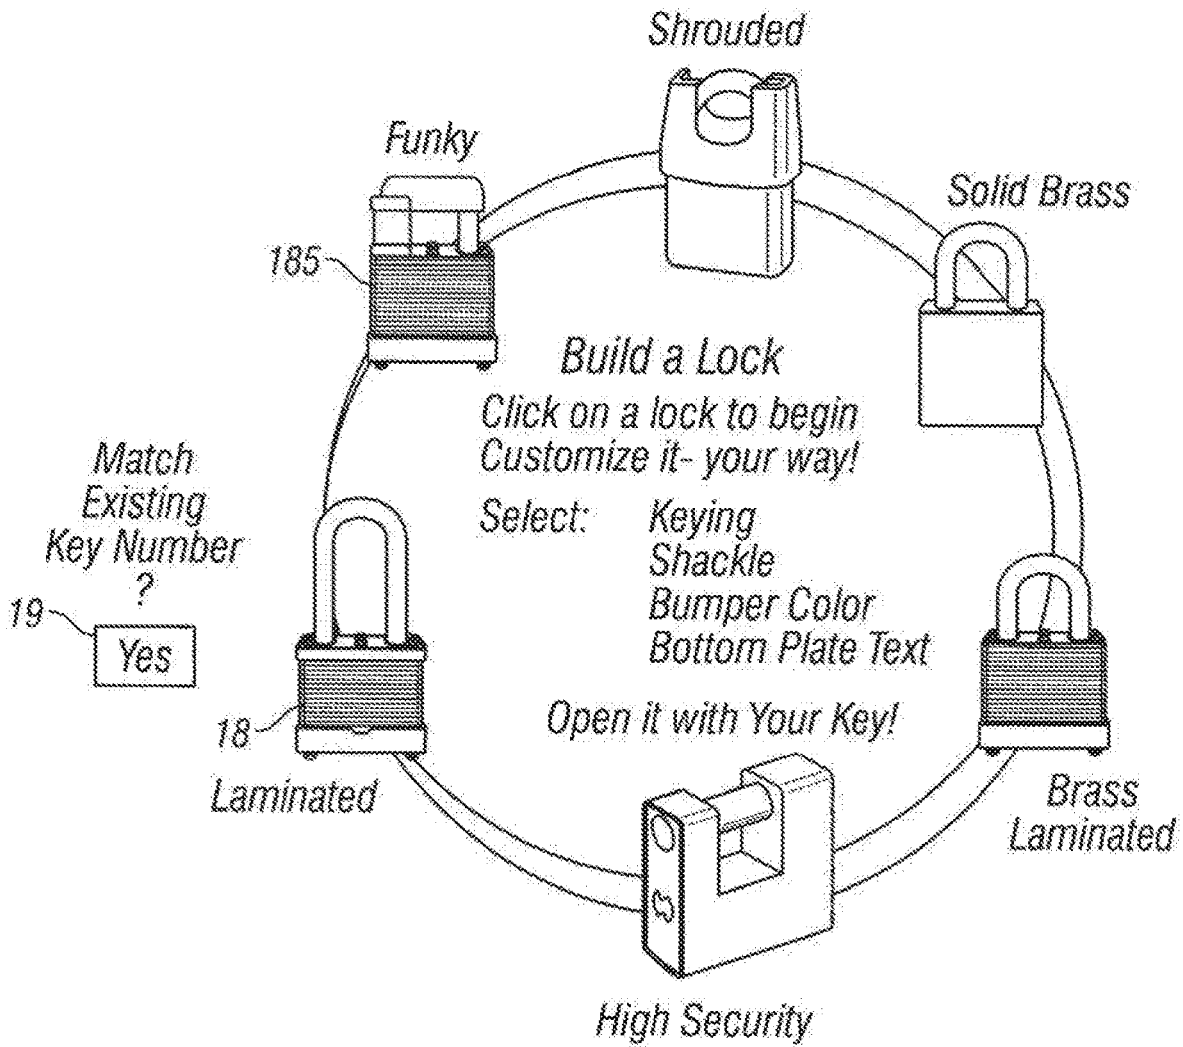 Shrouded
Funky
Solid Brass
185
Build a Lock
Click on a lock to begin
Customize it- your way!
Match
Existing
Key Number
?
Select: Keying
Shackle
Bumper Color
Bottom Plate Text
19
Yes
Open it with Your Key!
18
Laminated
Brass
Laminated
High Security